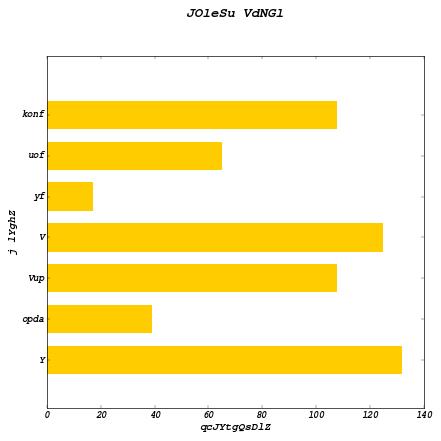 JOleSu VdNGl
konf
uof
yf
V
Vup
opda
Y
j lYghZ
0 20 40 60 80 100 120 140
qcJYtgQsDlZ